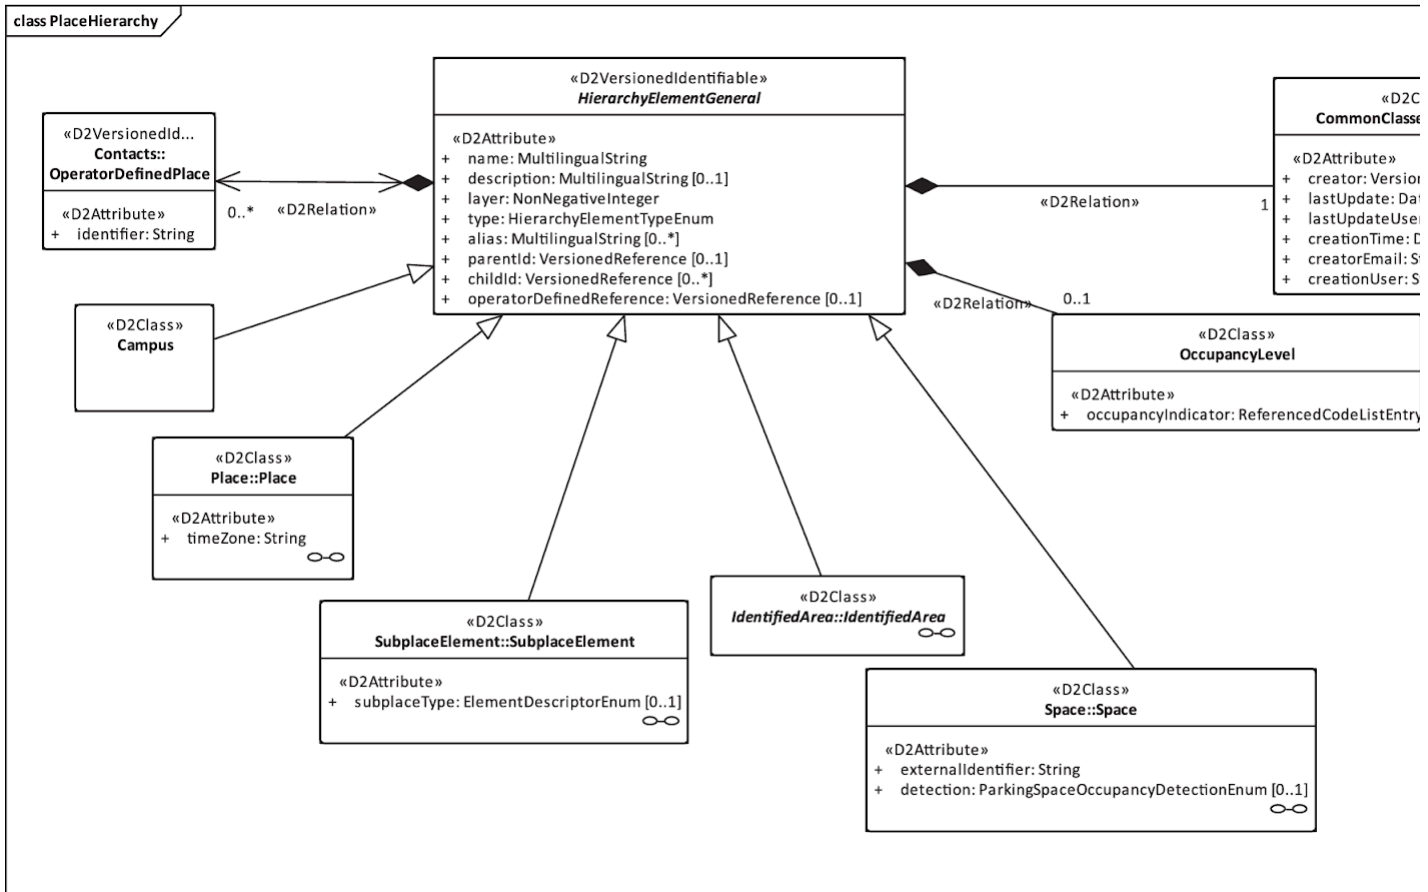 class PlaceHierarchy
«D2VersionedIdentifiable»
HierarchyElementGeneral
«D2Attribute»
+ name: MultilingualString
+ description: MultilingualString [0..1]
+ layer: NonNegativeInteger
+ type: HierarchyElementTypeEnum
+ alias: MultilingualString [0..*]
+ parentId: VersionedReference [0..1]
+ childId: VersionedReference [0..*]
+ operatorDefinedReference: VersionedReference [0..1]
«D2VersionedId...
Contacts::
OperatorDefinedPlace
«D2Attribute»
+ identifier: String
0..*
«D2Relation»
«D2Relation»
1
«D2C
CommonClasse
«D2Attribute»
+ creator: Version
+ lastUpdate: Dat
+ lastUpdateUser
+ creationTime: D
+ creatorEmail: St
+ creationUser: S
«D2Relation»
0..1
«D2Class»
OccupancyLevel
«D2Attribute»
+ occupancyIndicator: ReferencedCodeListEntry
«D2Class»
Campus
«D2Class»
Place::Place
«D2Attribute»
+ timeZone: String
«D2Class»
SubplaceElement::SubplaceElement
«D2Attribute»
+ subplaceType: ElementDescriptorEnum [0..1]
«D2Class»
IdentifiedArea::IdentifiedArea
«D2Class»
Space::Space
«D2Attribute»
+ externalIdentifier: String
+ detection: ParkingSpaceOccupancyDetectionEnum [0..1]